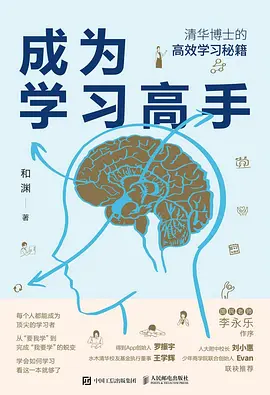 清华博士的
高效学习秘籍
成为
学习高手
和渊
著
每个人都能成为
顶尖的学习者
从“要我学”到
完成“我要学”的蜕变
学会如何学习
看这一本就够了
李永乐
作序
得到App创始人 罗振宇
人大附中校长 刘小惠
水木清华校友基金执行董事 王学辉
少年商学院联合创始人 Evan
联袂推荐
中国工信出版集团
人民邮电出版社